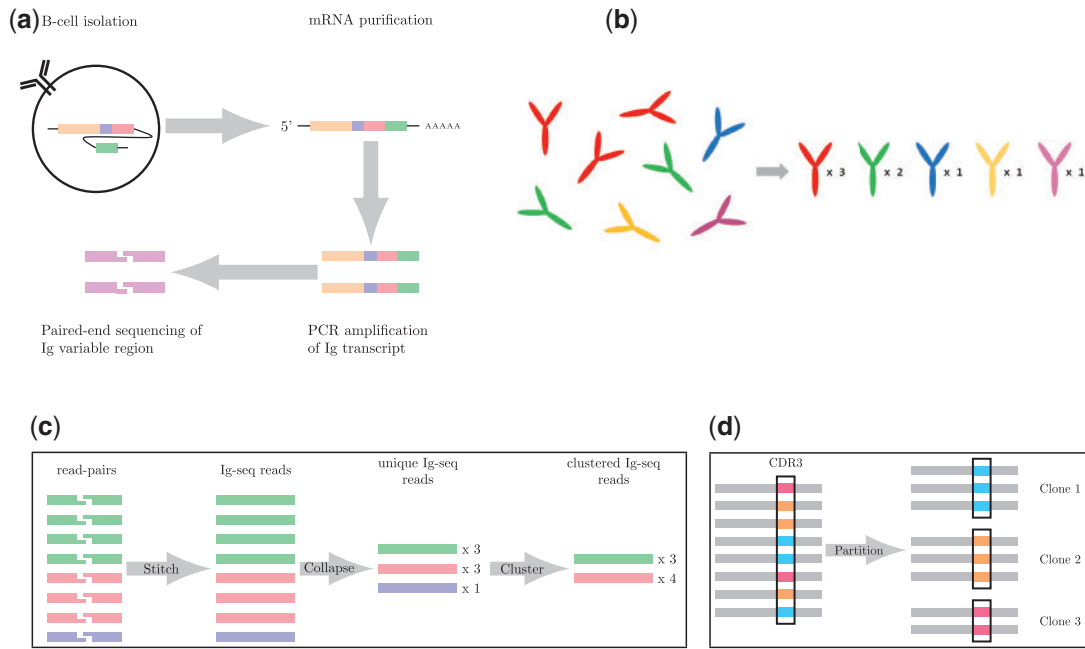 (a)
B-cell isolation
mRNA purification
5’
AAAAA
Paired-end sequencing of
Ig variable region
PCR amplification
of Ig transcript
(b)
x 3
x 2
x 1
x 1
x 1
(c)
read-pairs
Ig-seq reads
unique Ig-seq
reads
clustered Ig-seq
reads
Stitch
Collapse
x 3
x 3
x 1
Cluster
x 3
x 4
(d)
CDR3
Partition
Clone 1
Clone 2
Clone 3